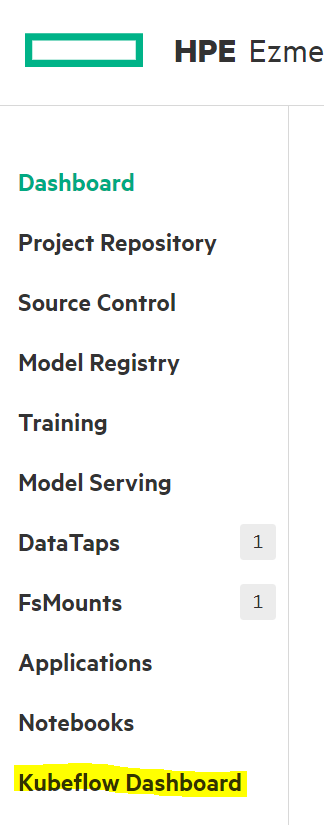 HPE Ezme
Dashboard
Project Repository
Source Control
Model Registry
Training
Model Serving
DataTaps 1
FsMounts 1
Applications
Notebooks
Kubeflow Dashboard